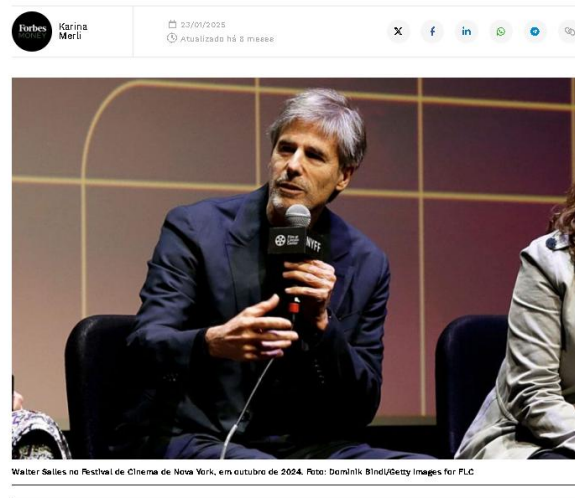 Forbes
MONEY
Karina
Merli
23/01/2025
Atualizado há 8 meses
NYFF
Walter Salles no Festival de Cinema de Nova York, em outubro de 2024. Foto: Dominik Bindl/Getty Images for FLC